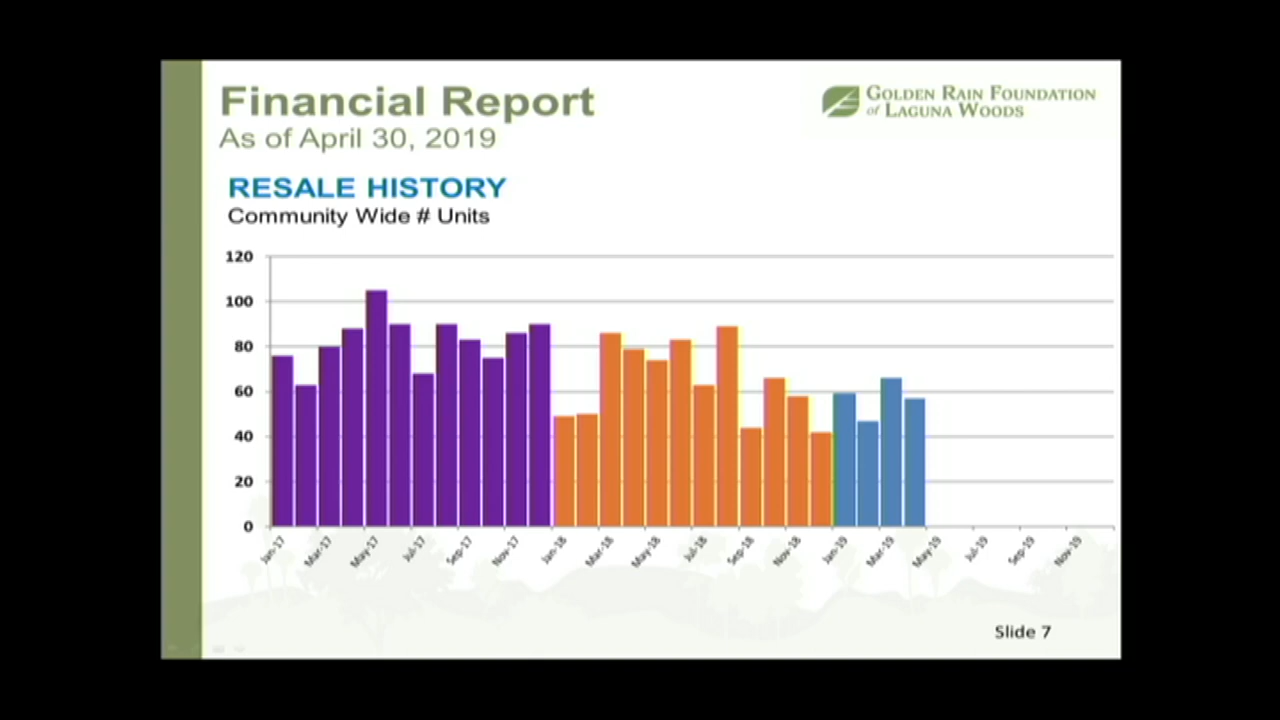 Financial Report
As of April 30, 2019
GOLDEN RAIN FOUNDATION
of LAGUNA WOODS
RESALE HISTORY
Community Wide # Units
120
100
80
60
40
20
0
Jan-17
Mar-17
May-17
Jul-17
Sep-17
Nov-17
Jan-18
Mar-18
May-18
Jul-18
Sep-18
Nov-18
Jan-19
Mar-19
May-19
Jul-19
Sep-19
Nov-19
Slide 7